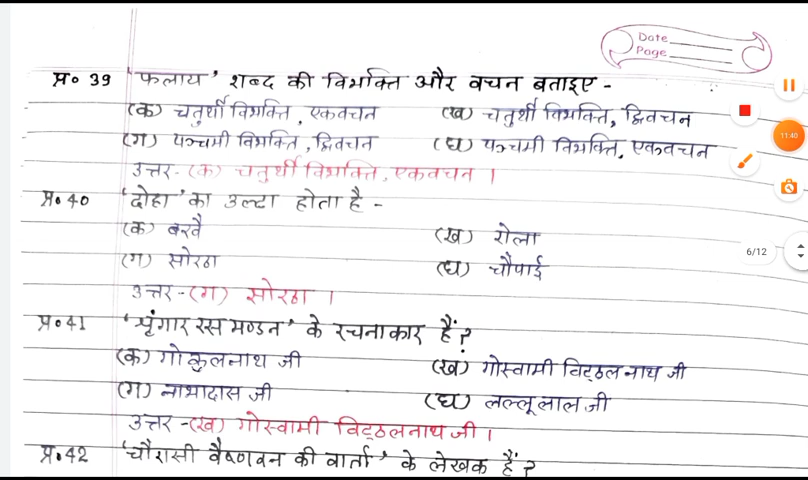 Date
Page
प्र० 39 'फलाय' शब्द की विभक्ति और वचन बताइए -
(क) चतुर्थी विभक्ति, एकवचन (ख) चतुर्थी विभक्ति, द्विवचन
(ग) पञ्चमी विभक्ति, द्विवचन (घ) पञ्चमी विभक्ति, एकवचन
उत्तर- (क) चतुर्थी विभक्ति, एकवचन ।
प्र० 40 'दोहा' का उल्टा होता है -
(क) बरवै (ख) रोला
(ग) सोरठा (घ) चौपाई
उत्तर-(ग) सोरठा ।
प्र० 41 'श्रृंगार रस मण्डन' के रचनाकार हैं?
(क) गोकुलनाथ जी (ख) गोस्वामी विट्ठलनाथ जी
(ग) नाभादास जी (घ) लल्लूलाल जी
उत्तर -(ख) गोस्वामी विट्ठलनाथ जी ।
प्र० 42 'चौरासी वैष्णवन की वार्ता' के लेखक हैं?
11:40
6/12